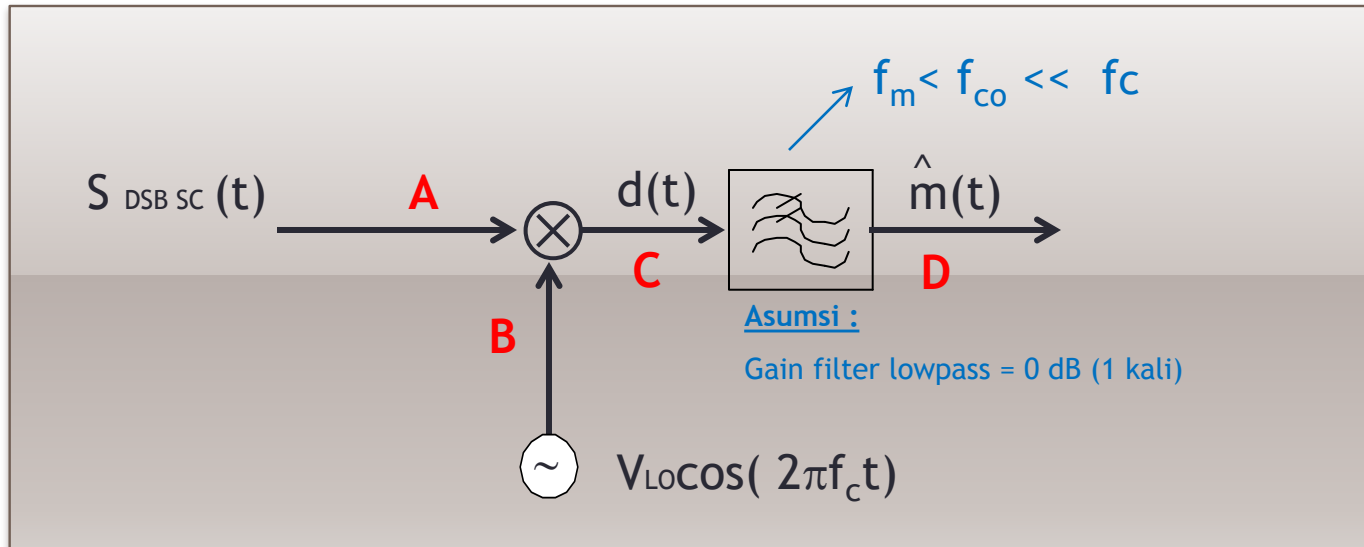 fm< fco << fc
S DSB SC (t)
A
d(t)
^
m(t)
C
D
B
Asumsi :
Gain filter lowpass = 0 dB (1 kali)
~
VLOcos( 2πfct)